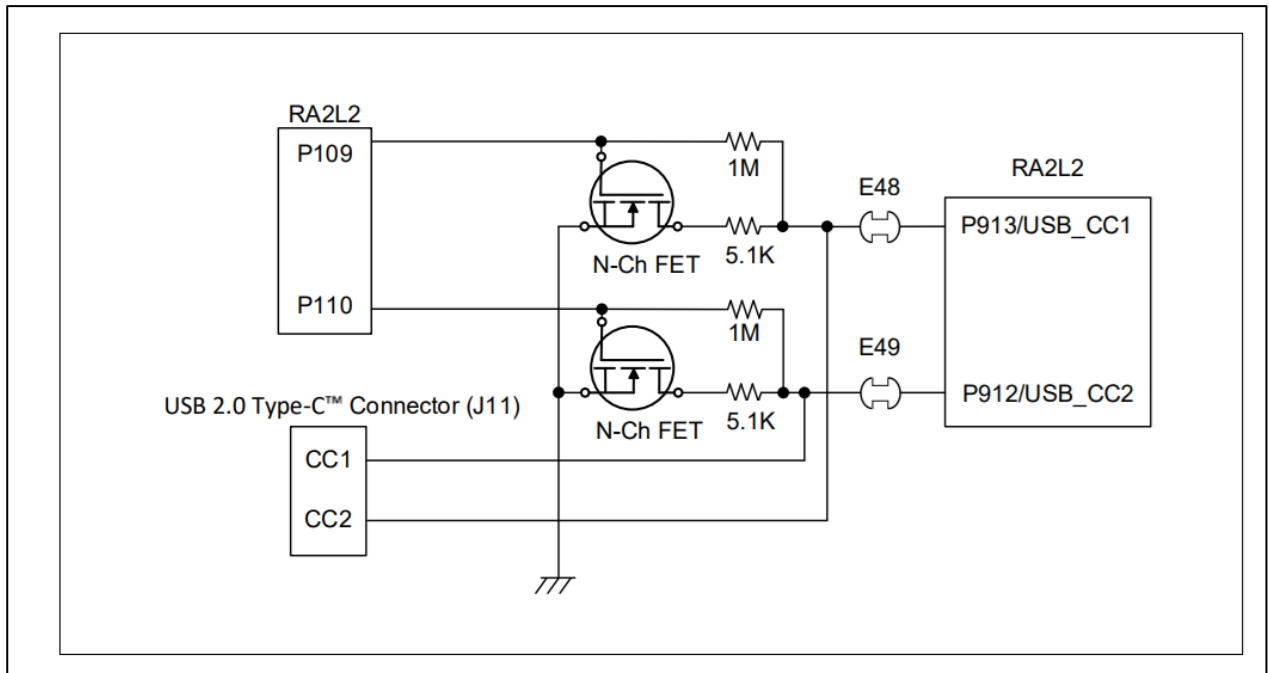 RA2L2
P109
1M
5.1K
N-Ch FET
P110
1M
5.1K
N-Ch FET
E48
E49
RA2L2
P913/USB_CC1
P912/USB_CC2
USB 2.0 Type-C™ Connector (J11)
CC1
CC2